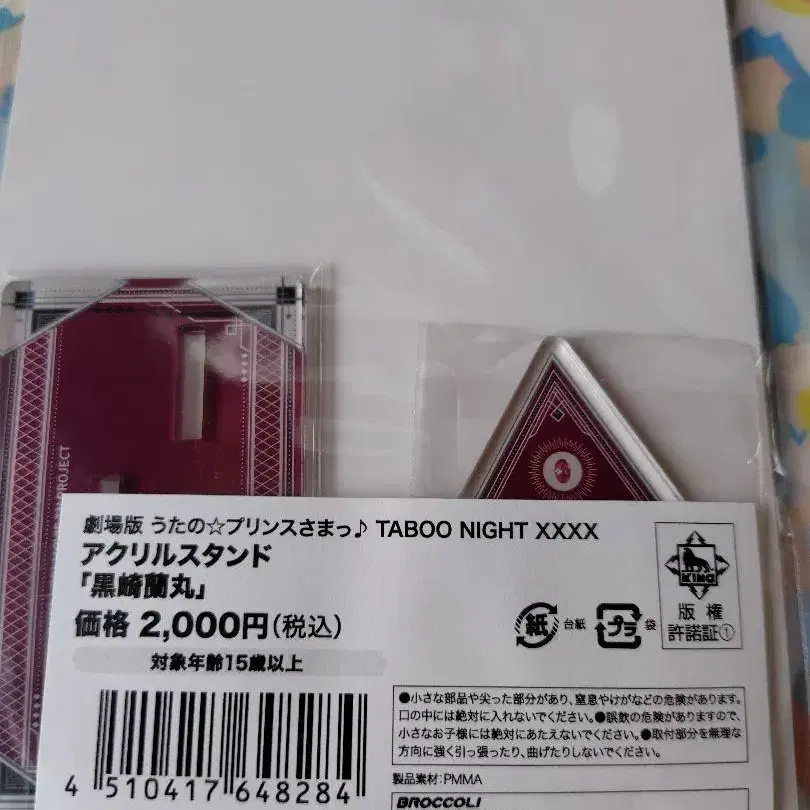 PROJECT
劇場版 うたの☆プリンスさまっ♪ TABOO NIGHT XXXX
アクリルスタンド
「黒崎蘭丸」
価格 2,000円(税込)
対象年齢15歳以上
紙 台紙 プラ 袋
KING
版権
許諾証①
●小さな部品や尖った部分があり、窒息やけがなどの危険があります。
口の中には絶対に入れないでください。●誤飲の危険がありますので、
小さなお子様には絶対にあたえないでください。●取付部分を無理な
方向に強く引っ張ったり、曲げたりしないでください。
製品素材:PMMA
BROCCOLI
4 510417 648284